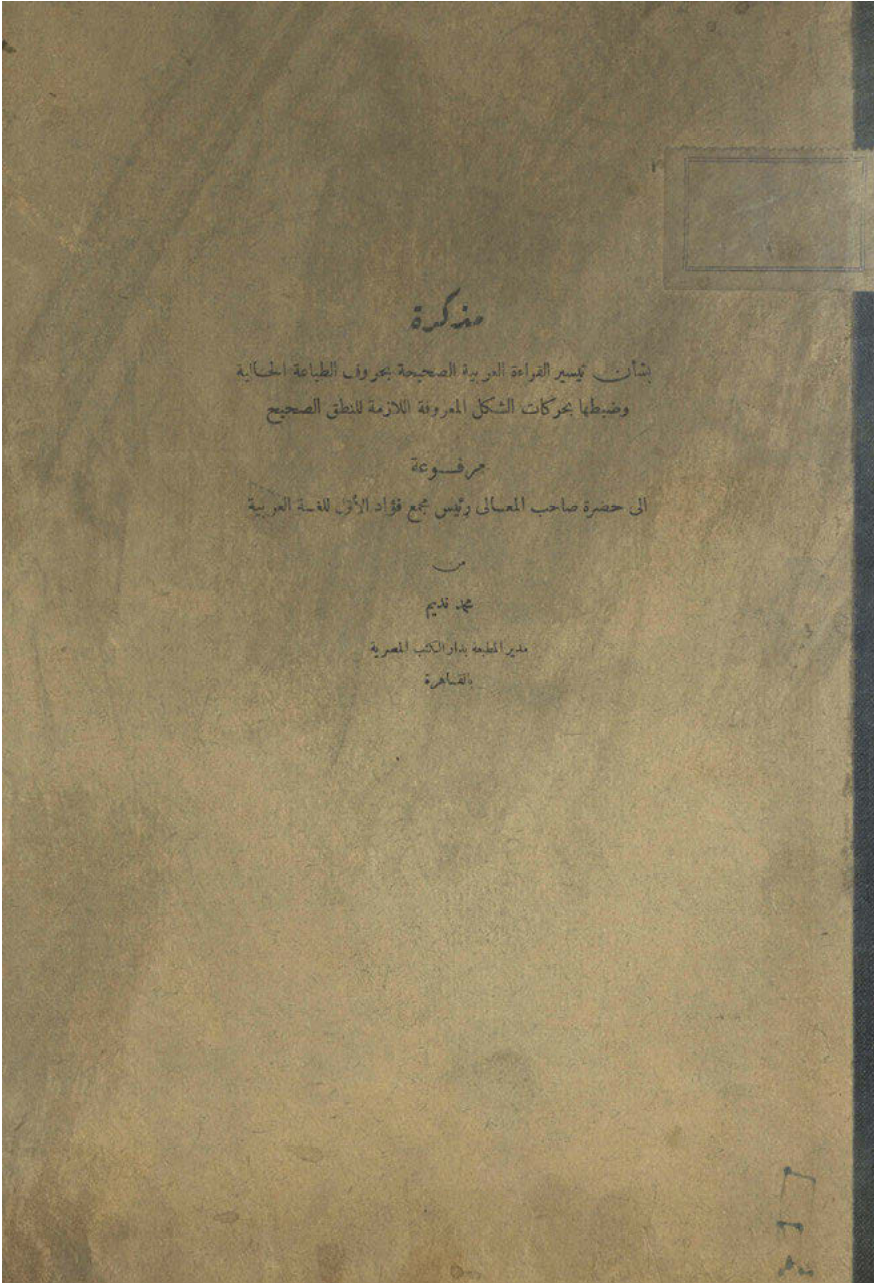 مذكرة
بشأن تيسير القراءة العربية الصحيحة بحروف الطباعة الحالية
وضبطها بحركات الشكل المعروفة اللازمة للنطق الصحيح
مرفوعة
الى حضرة صاحب المعالى رئيس مجمع فؤاد الأول للغة العربية
من
محمد نديم
مدير المطبعة بدار الكتب المصرية
بالقاهرة